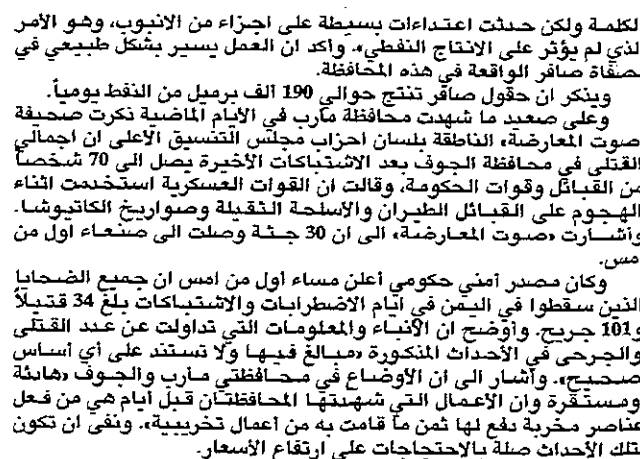 لكلمة ولكن حدثت اعتداءات بسيطة على اجزاء من الانبوب، وهو الأمر
لذي لم يؤثر على الانتاج النفطي». وأكد ان العمل يسير بشكل طبيعي في
صفاة صافر الواقعة في هذه المحافظة.
ويذكر ان حقول صافر تنتج حوالي 190 ألف برميل من النفط يومياً.
وعلى صعيد ما شهدت محافظة مأرب في الأيام الماضية ذكرت صحيفة
صوت المعارضة» الناطقة بلسان أحزاب مجلس التنسيق الأعلى ان اجمالي
القتلى في محافظة الجوف بعد الاشتباكات الأخيرة يصل الى 70 شخصاً
من القبائل وقوات الحكومة، وقالت ان القوات العسكرية استخدمت اثناء
الهجوم على القبائل الطيران والأسلحة الثقيلة وصواريخ الكاتيوشا.
وأشارت «صوت المعارضة» الى ان 30 جثة وصلت الى صنعاء اول من
امس.
وكان مصدر أمني حكومي أعلن مساء أول من امس ان جميع الضحايا
الذين سقطوا في اليمن في ايام الاضطرابات والاشتباكات بلغ 34 قتيلاً
و101 جريح. وأوضح ان الأنباء والمعلومات التي تداولت عن عدد القتلى
والجرحى في الأحداث المذكورة «مبالغ فيها ولا تستند على أي أساس
صحيح». وأشار الى ان الأوضاع في محافظتي مأرب والجوف «هادئة
ومستقرة وان الأعمال التي شهدتها المحافظتان قبل أيام هي من فعل
عناصر مخربة دفع لها ثمن ما قامت به من أعمال تخريبية». ونفى ان تكون
تلك الأحداث صلة بالاحتجاجات على ارتفاع الأسعار.